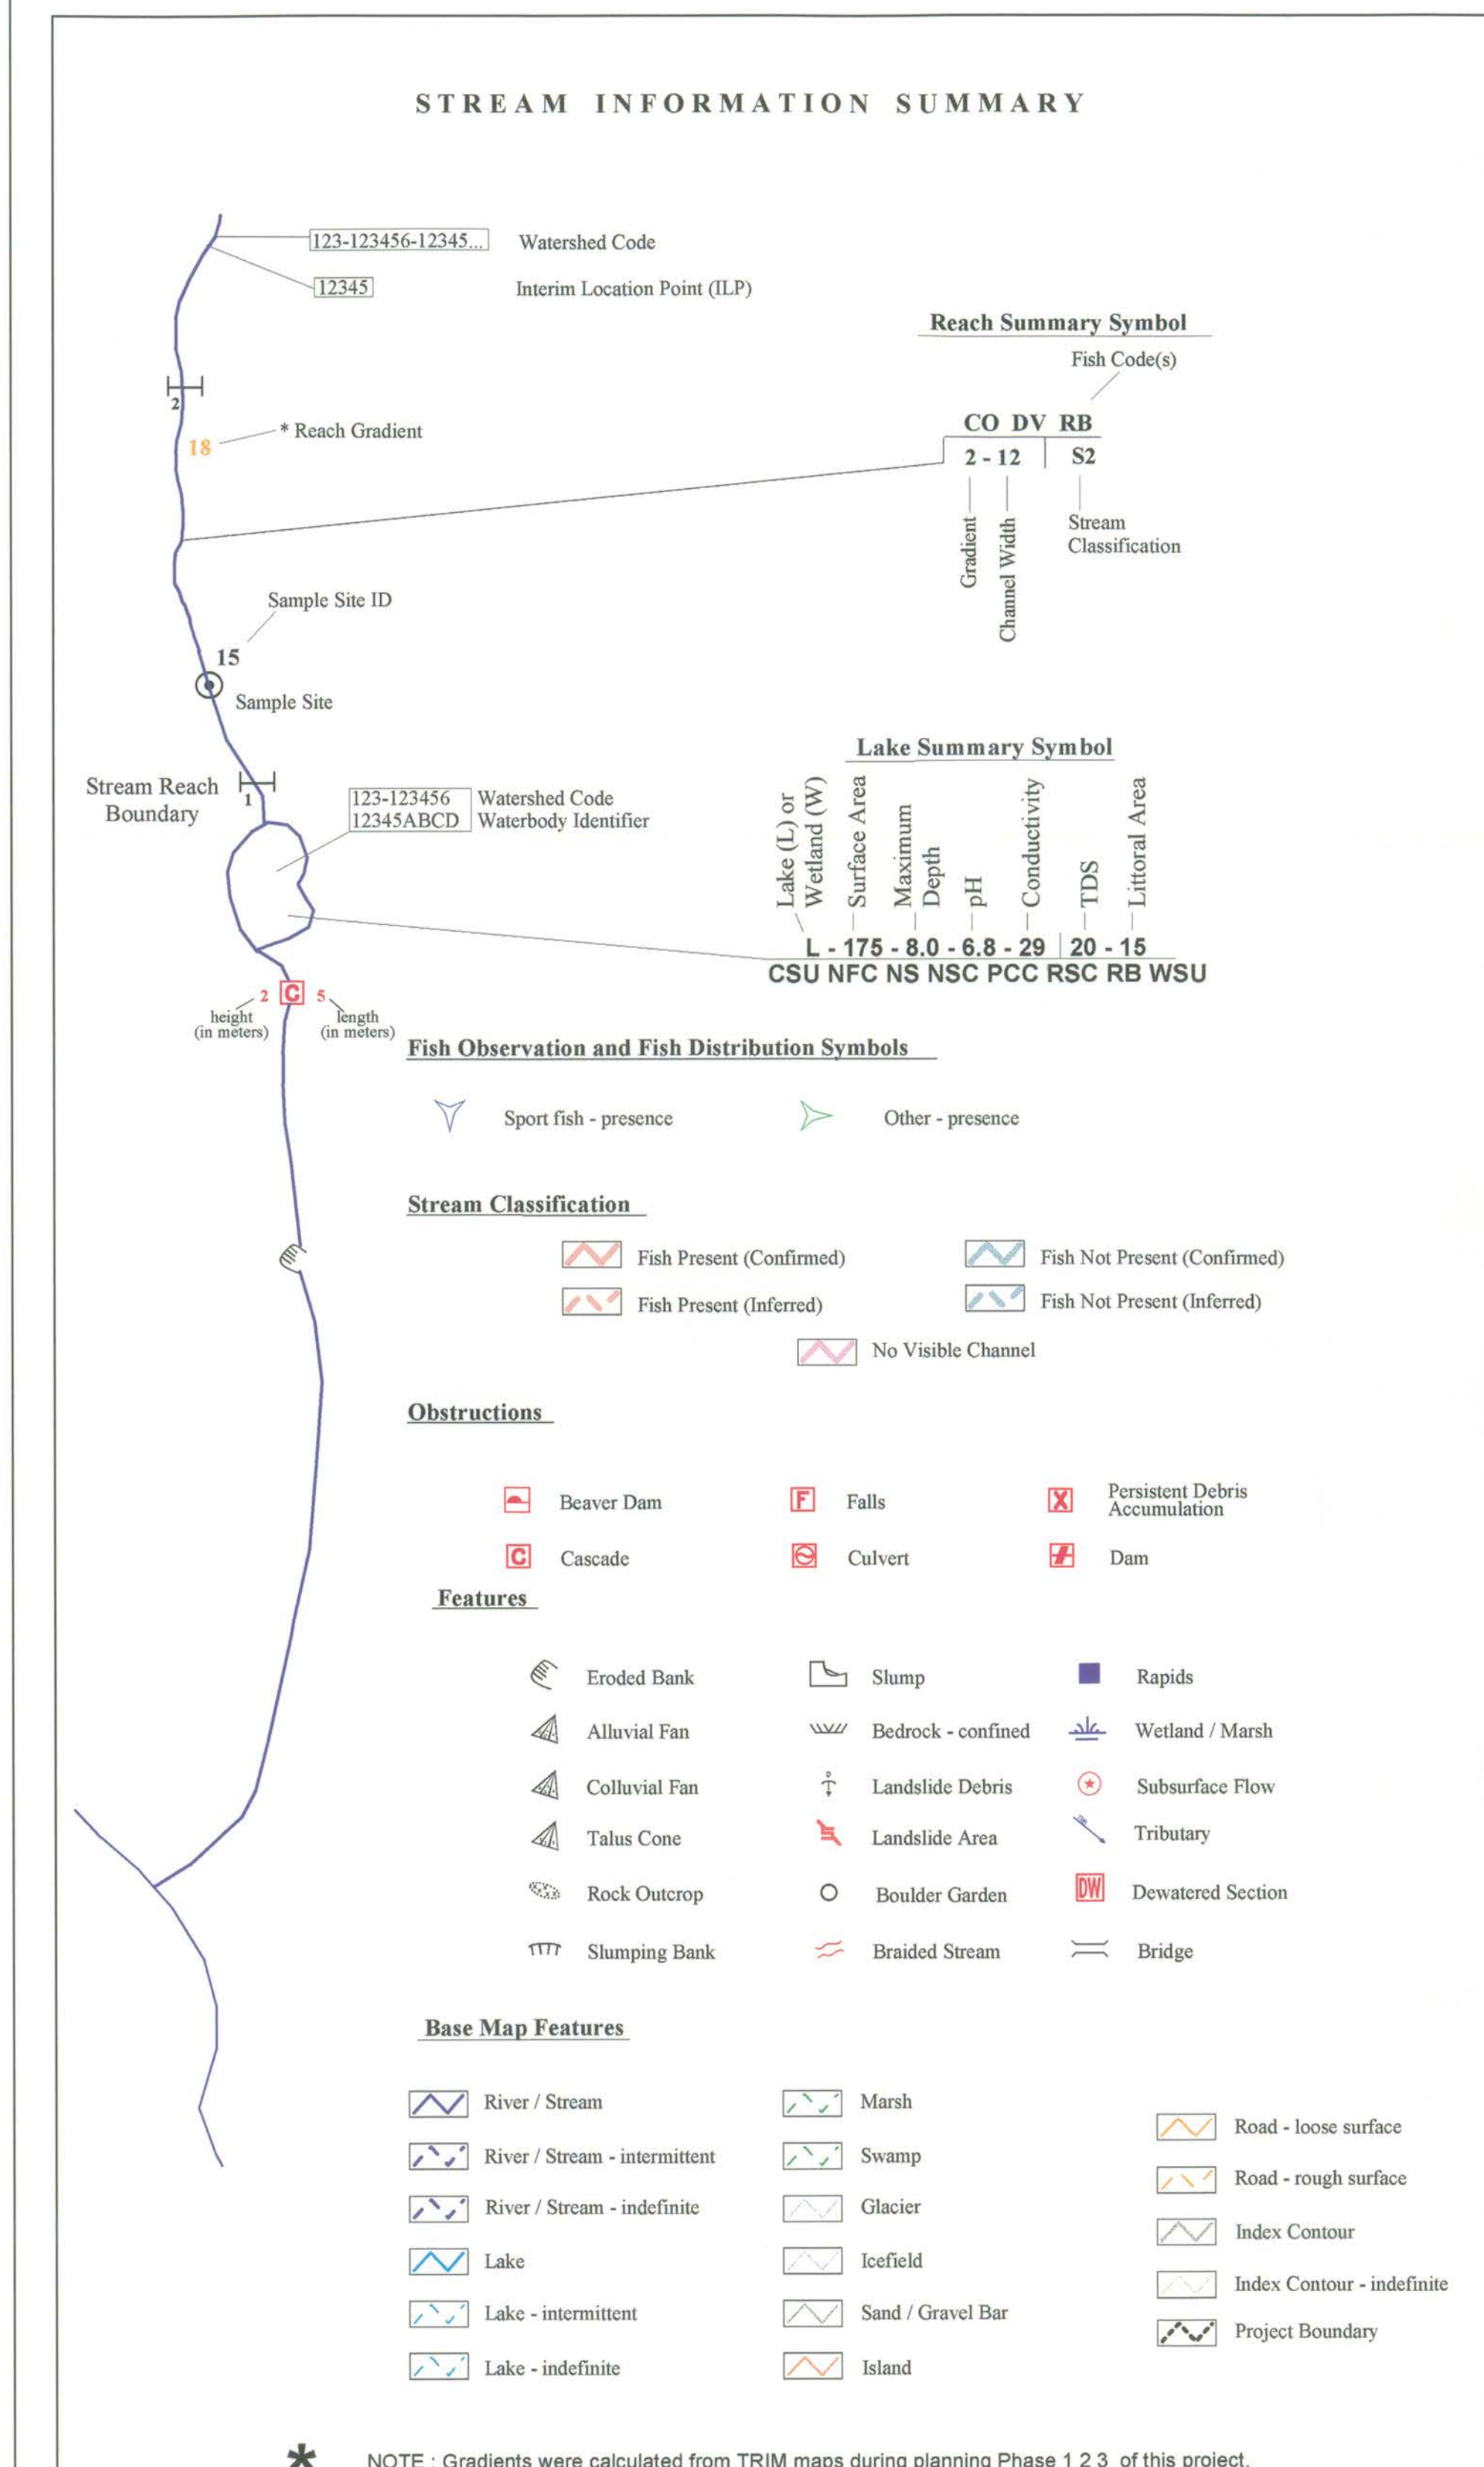 STREAM INFORMATION SUMMARY
123-123456-12345... Watershed Code
12345 Interim Location Point (ILP)
Reach Summary Symbol
Fish Code(s)
2
CO DV RB
18 * Reach Gradient
2 - 12 S2
Gradient
Channel Width
Stream
Classification
Sample Site ID
15
Sample Site
Lake Summary Symbol
Stream Reach
Boundary
1
123-123456 Watershed Code
12345ABCD Waterbody Identifier
Lake (L) or
Wetland (W)
Surface Area
Maximum
Depth
pH
Conductivity
TDS
Littoral Area
L - 175 - 8.0 - 6.8 - 29 20 - 15
CSU NFC NS NSC PCC RSC RB WSU
2 C 5
height
(in meters)
length
(in meters)
Fish Observation and Fish Distribution Symbols
Sport fish - presence
Other - presence
Stream Classification
Fish Present (Confirmed)
Fish Not Present (Confirmed)
Fish Present (Inferred)
Fish Not Present (Inferred)
No Visible Channel
Obstructions
Beaver Dam
F Falls
X Persistent Debris
Accumulation
C Cascade
Culvert
Dam
Features
Eroded Bank
Slump
Rapids
Alluvial Fan
Bedrock - confined
Wetland / Marsh
Colluvial Fan
D
Landslide Debris
Subsurface Flow
Talus Cone
Landslide Area
Tributary
Rock Outcrop
Boulder Garden
DW Dewatered Section
Slumping Bank
Braided Stream
Bridge
Base Map Features
River / Stream
Marsh
Road - loose surface
River / Stream - intermittent
Swamp
Road - rough surface
River / Stream - indefinite
Glacier
Index Contour
Lake
Icefield
Index Contour - indefinite
Lake - intermittent
Sand / Gravel Bar
Project Boundary
Lake - indefinite
Island
* NOTE : Gradients were calculated from TRIM maps during planning Phase 1 2 3 of this project.